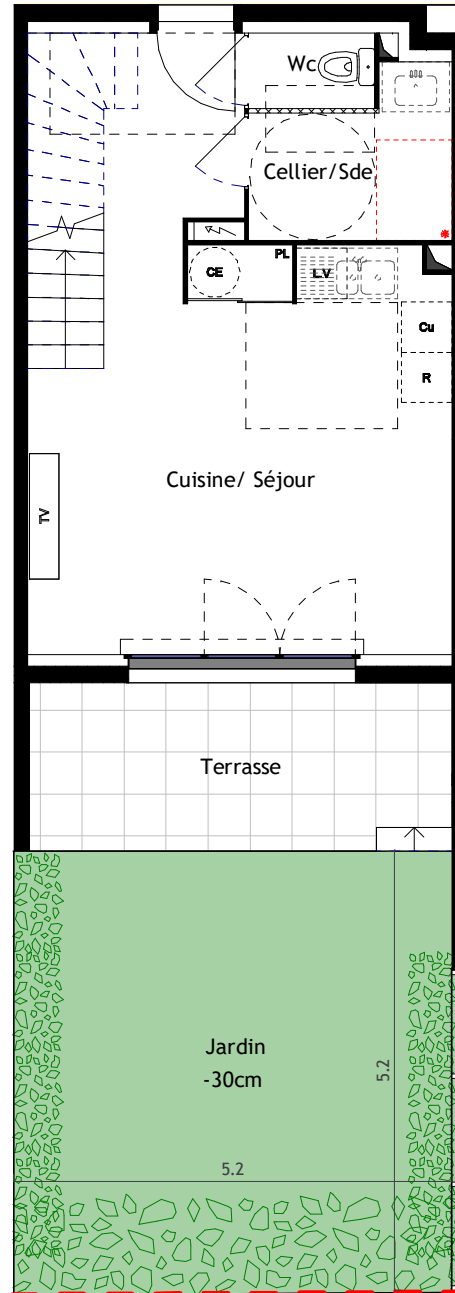 Wc
Cellier/Sde
PL
CE
LV
Cu
R
Cuisine/ Séjour
TV
Terrasse
Jardin
-30cm
5.2
5.2